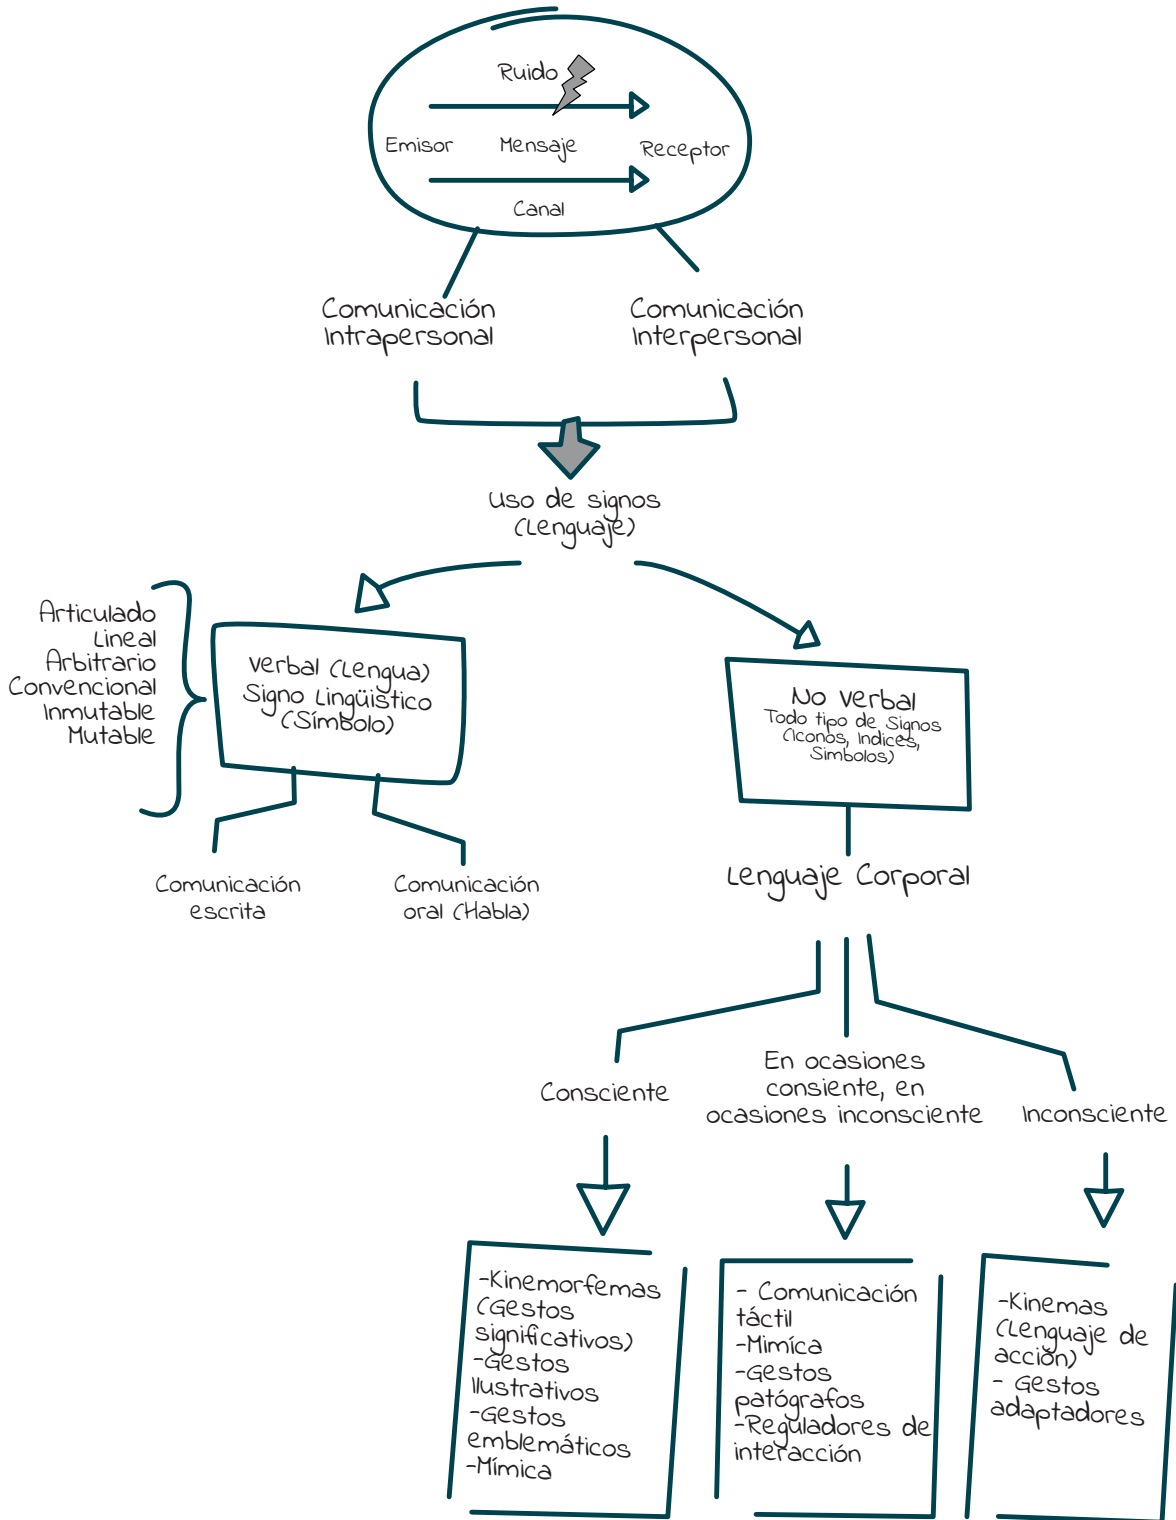 Ruido
Emisor
Mensaje
Receptor
Canal
Comunicación
Intrapersonal
Comunicación
Interpersonal
Uso de signos
(Lenguaje)
Articulado
Lineal
Arbitrario
Convencional
Inmutable
Mutable
Verbal (Lengua)
Signo Lingüistico
(Símbolo)
No verbal
Todo tipo de Signos
(Iconos, Indices,
Simbolos)
Comunicación
escrita
Comunicación
oral (Habla)
Lenguaje Corporal
Consciente
En ocasiones
consiente, en
ocasiones inconsciente
Inconsciente
-Kinemorfemas
(Gestos
significativos)
-Gestos
Ilustrativos
-Gestos
emblemáticos
-Mímica
- Comunicación
táctil
-Mimíca
-Gestos
patógrafos
-Reguladores de
interacción
-Kinemas
(Lenguaje de
acción)
- Gestos
adaptadores